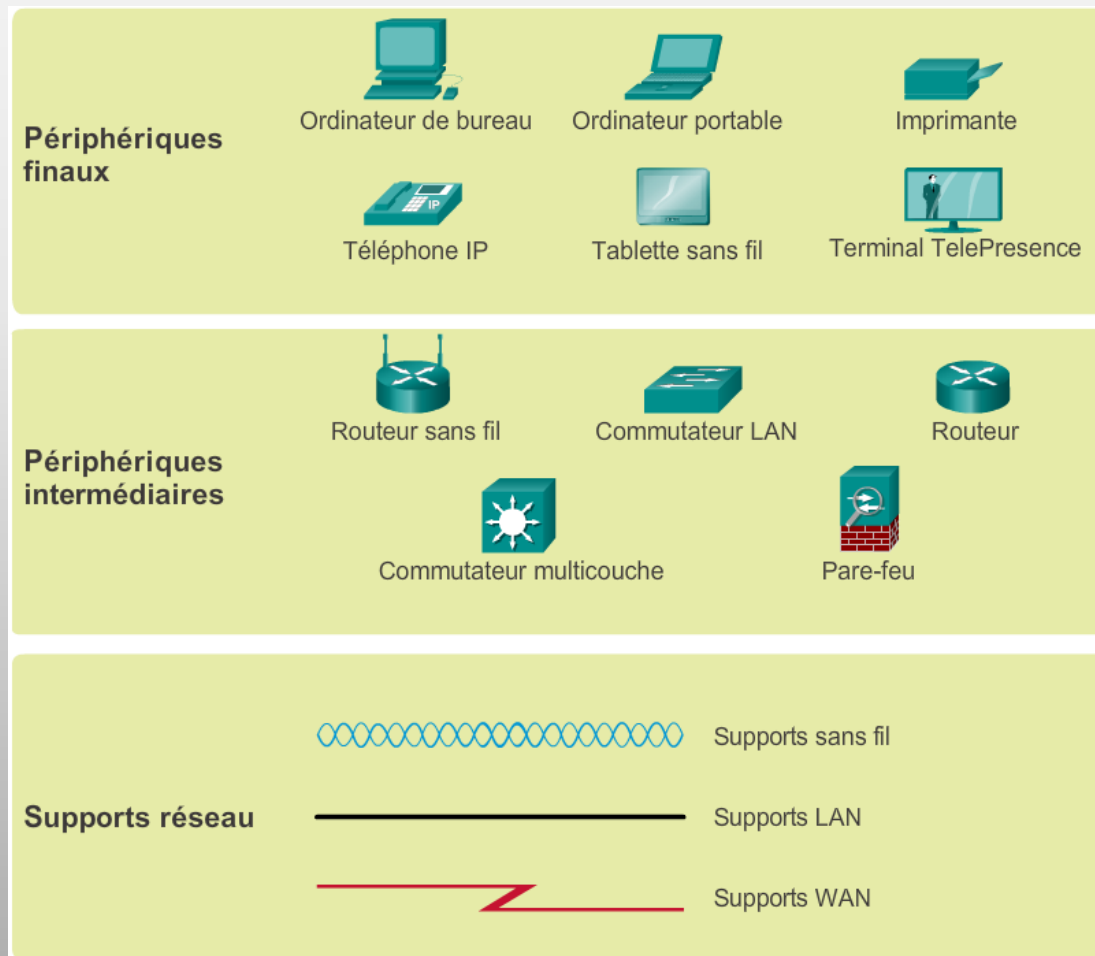 Périphériques
finaux
Ordinateur de bureau
Ordinateur portable
Imprimante
IP
Téléphone IP
Tablette sans fil
Terminal TelePresence
Périphériques
intermédiaires
Routeur sans fil
Commutateur LAN
Routeur
Commutateur multicouche
Pare-feu
Supports réseau
Supports sans fil
Supports LAN
Supports WAN